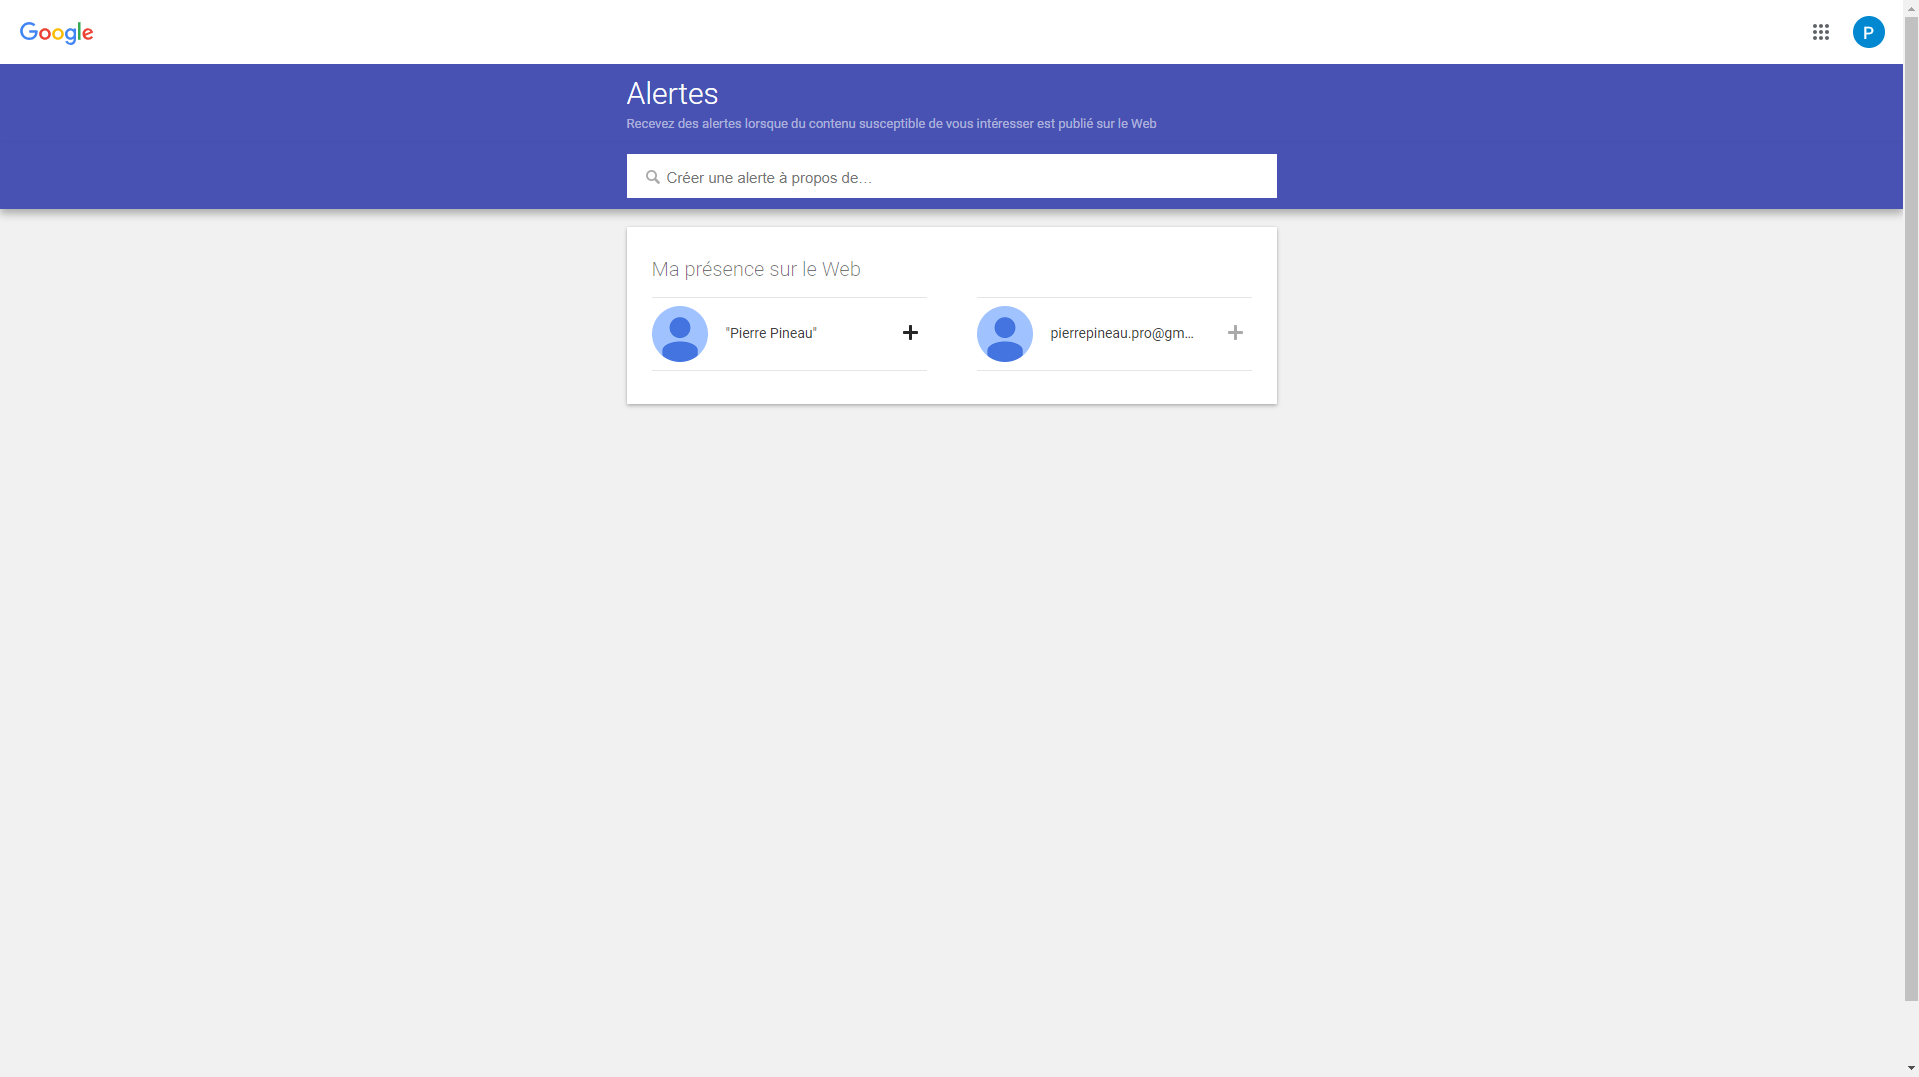 Google
P
Alertes
Recevez des alertes lorsque du contenu susceptible de vous intéresser est publié sur le Web
Créer une alerte à propos de…
Ma présence sur le Web
"Pierre Pineau"
pierrepineau.pro@gm...